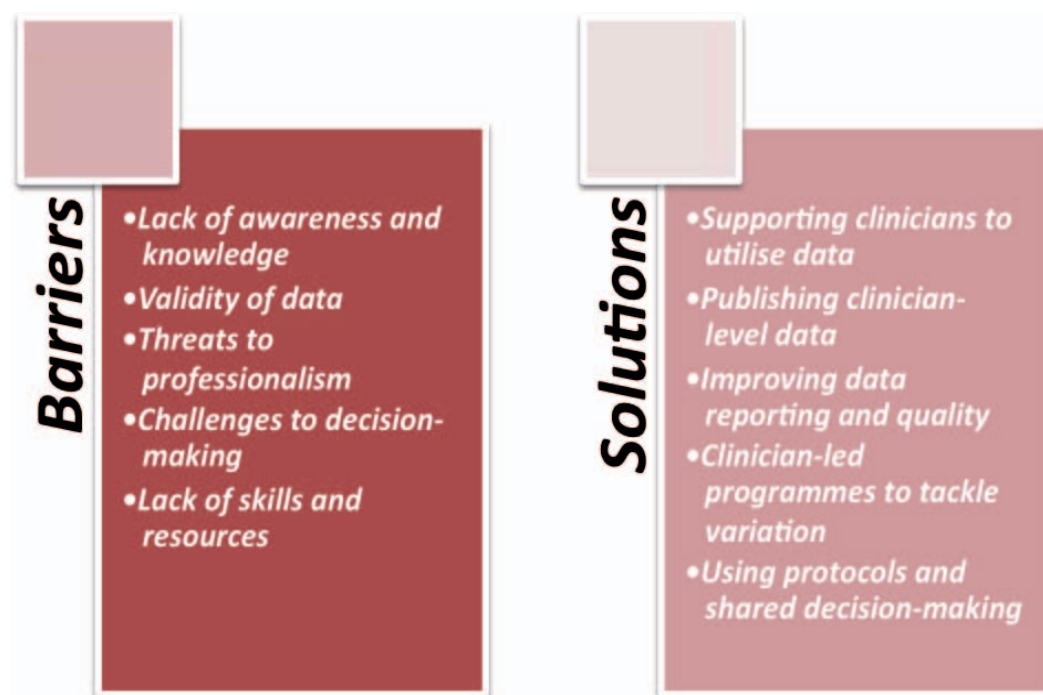 Barriers
•Lack of awareness and
knowledge
•Validity of data
•Threats to
professionalism
•Challenges to decision-
making
•Lack of skills and
resources
Solutions
•Supporting clinicians to
utilise data
•Publishing clinician-
level data
•Improving data
reporting and quality
•Clinician-led
programmes to tackle
variation
•Using protocols and
shared decision-making